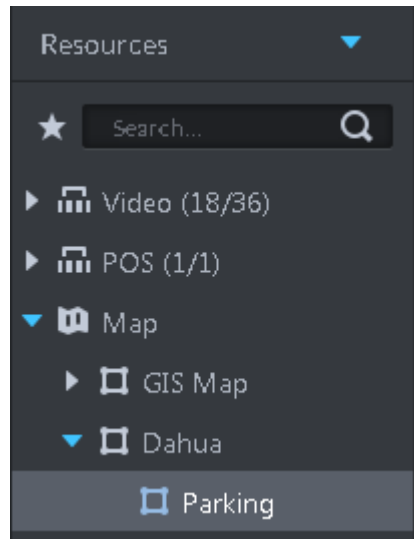 Resources
Search...
Video (18/36)
POS (1/1)
Map
GIS Map
Dahua
Parking